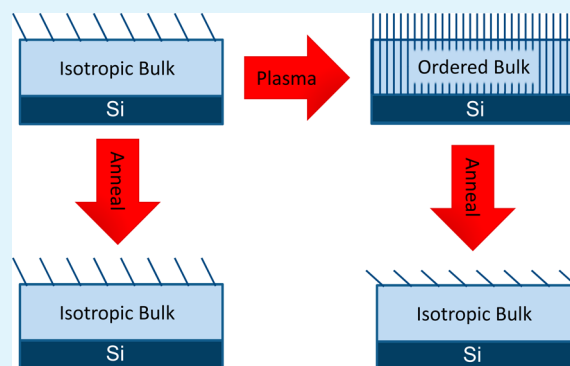 Isotropic Bulk
Si
Plasma
Ordered Bulk
Si
Anneal
Anneal
Isotropic Bulk
Si
Isotropic Bulk
Si